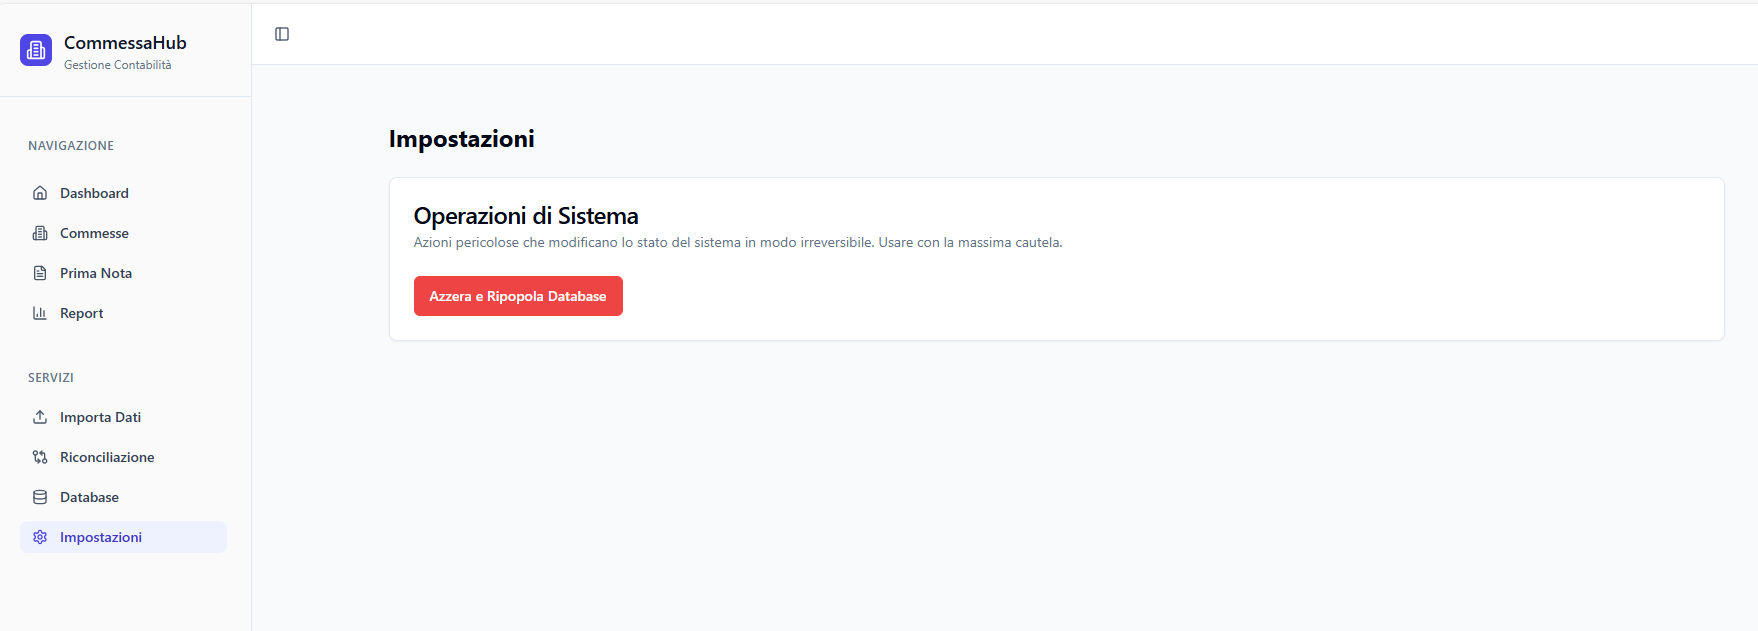 CommessaHub
Gestione Contabilità
NAVIGAZIONE
Dashboard
Commesse
Prima Nota
Report
SERVIZI
Importa Dati
Riconciliazione
Database
Impostazioni
Impostazioni
Operazioni di Sistema
Azioni pericolose che modificano lo stato del sistema in modo irreversibile. Usare con la massima cautela.
Azzera e Ripopola Database